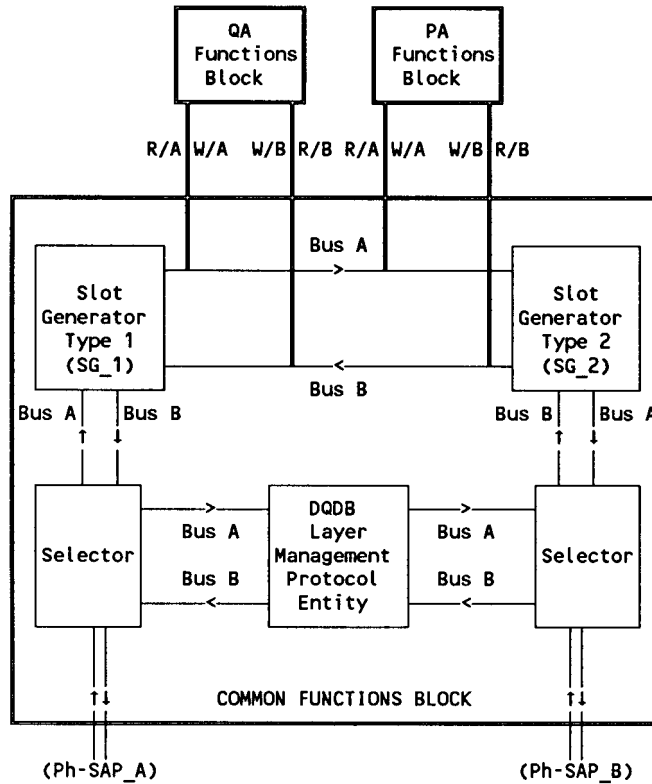 QA PA
Functions Functions
Block Block
R/A W/A W/B R/B R/A W/A W/B R/B
Bus A
Slot Slot
Generator Generator
Type 1 Type 2
(SG_1) (SG_2)
Bus B
Bus A Bus B Bus B Bus A
DQDB
Bus A Layer Bus A
Selector Management Selector
Bus B Protocol Bus B
Entity
COMMON FUNCTIONS BLOCK
(Ph-SAP_A) (Ph-SAP_B)